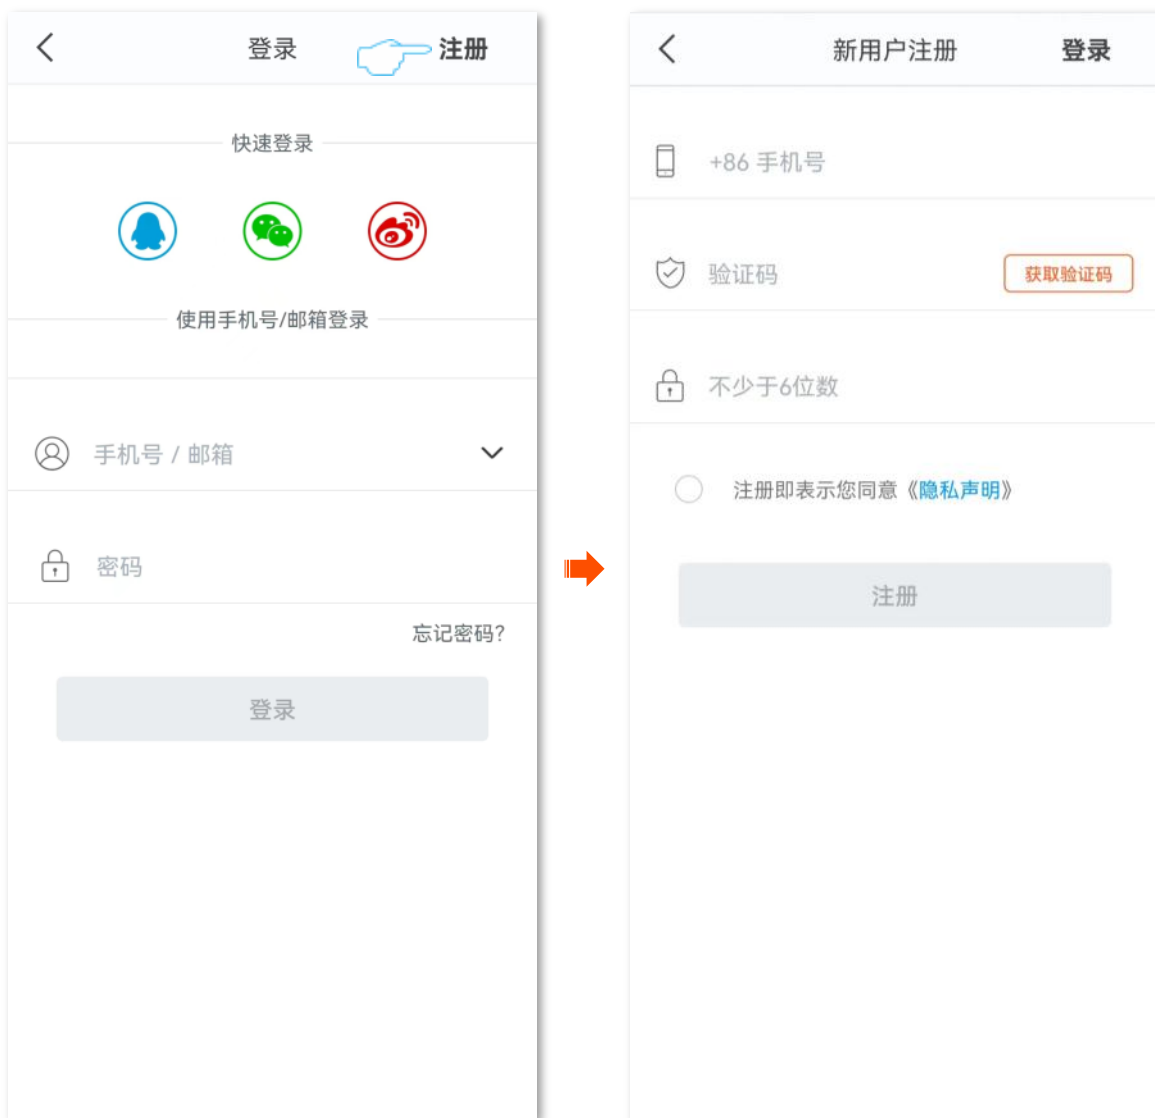 登录
注册
快速登录
使用手机号/邮箱登录
手机号 / 邮箱
密码
忘记密码?
登录
新用户注册
登录
+86 手机号
验证码
获取验证码
不少于6位数
注册即表示您同意《隐私声明》
注册